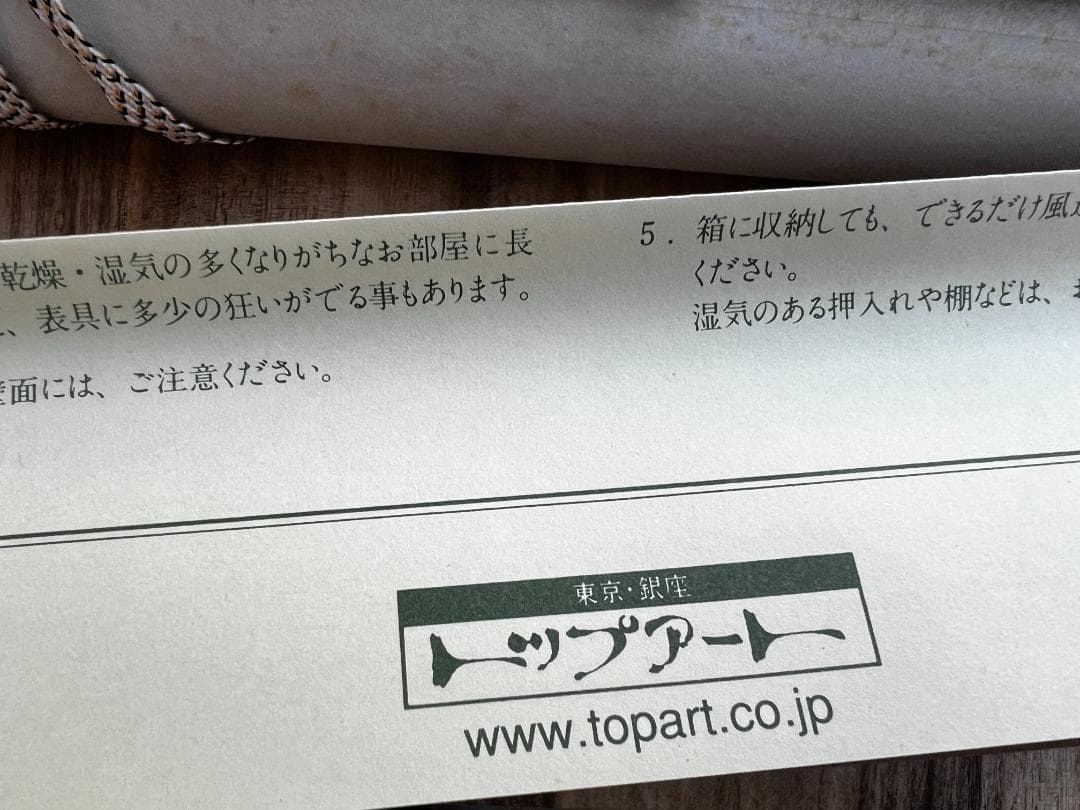 乾燥・湿気の多くなりがちなお部屋に長
、表具に多少の狂いがでる事もあります。
面には、ご注意ください。
5．箱に収納しても、できるだけ風
ください。
湿気のある押入れや棚などは、
東京・銀座
トップアート
www.topart.co.jp